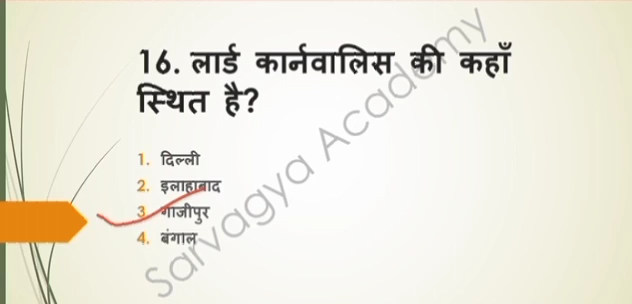 16. लार्ड कार्नवालिस की कहाँ
स्थित है?
1. दिल्ली
2. इलाहाबाद
3. गाजीपुर
4. बंगाल
Sarvagya Academy